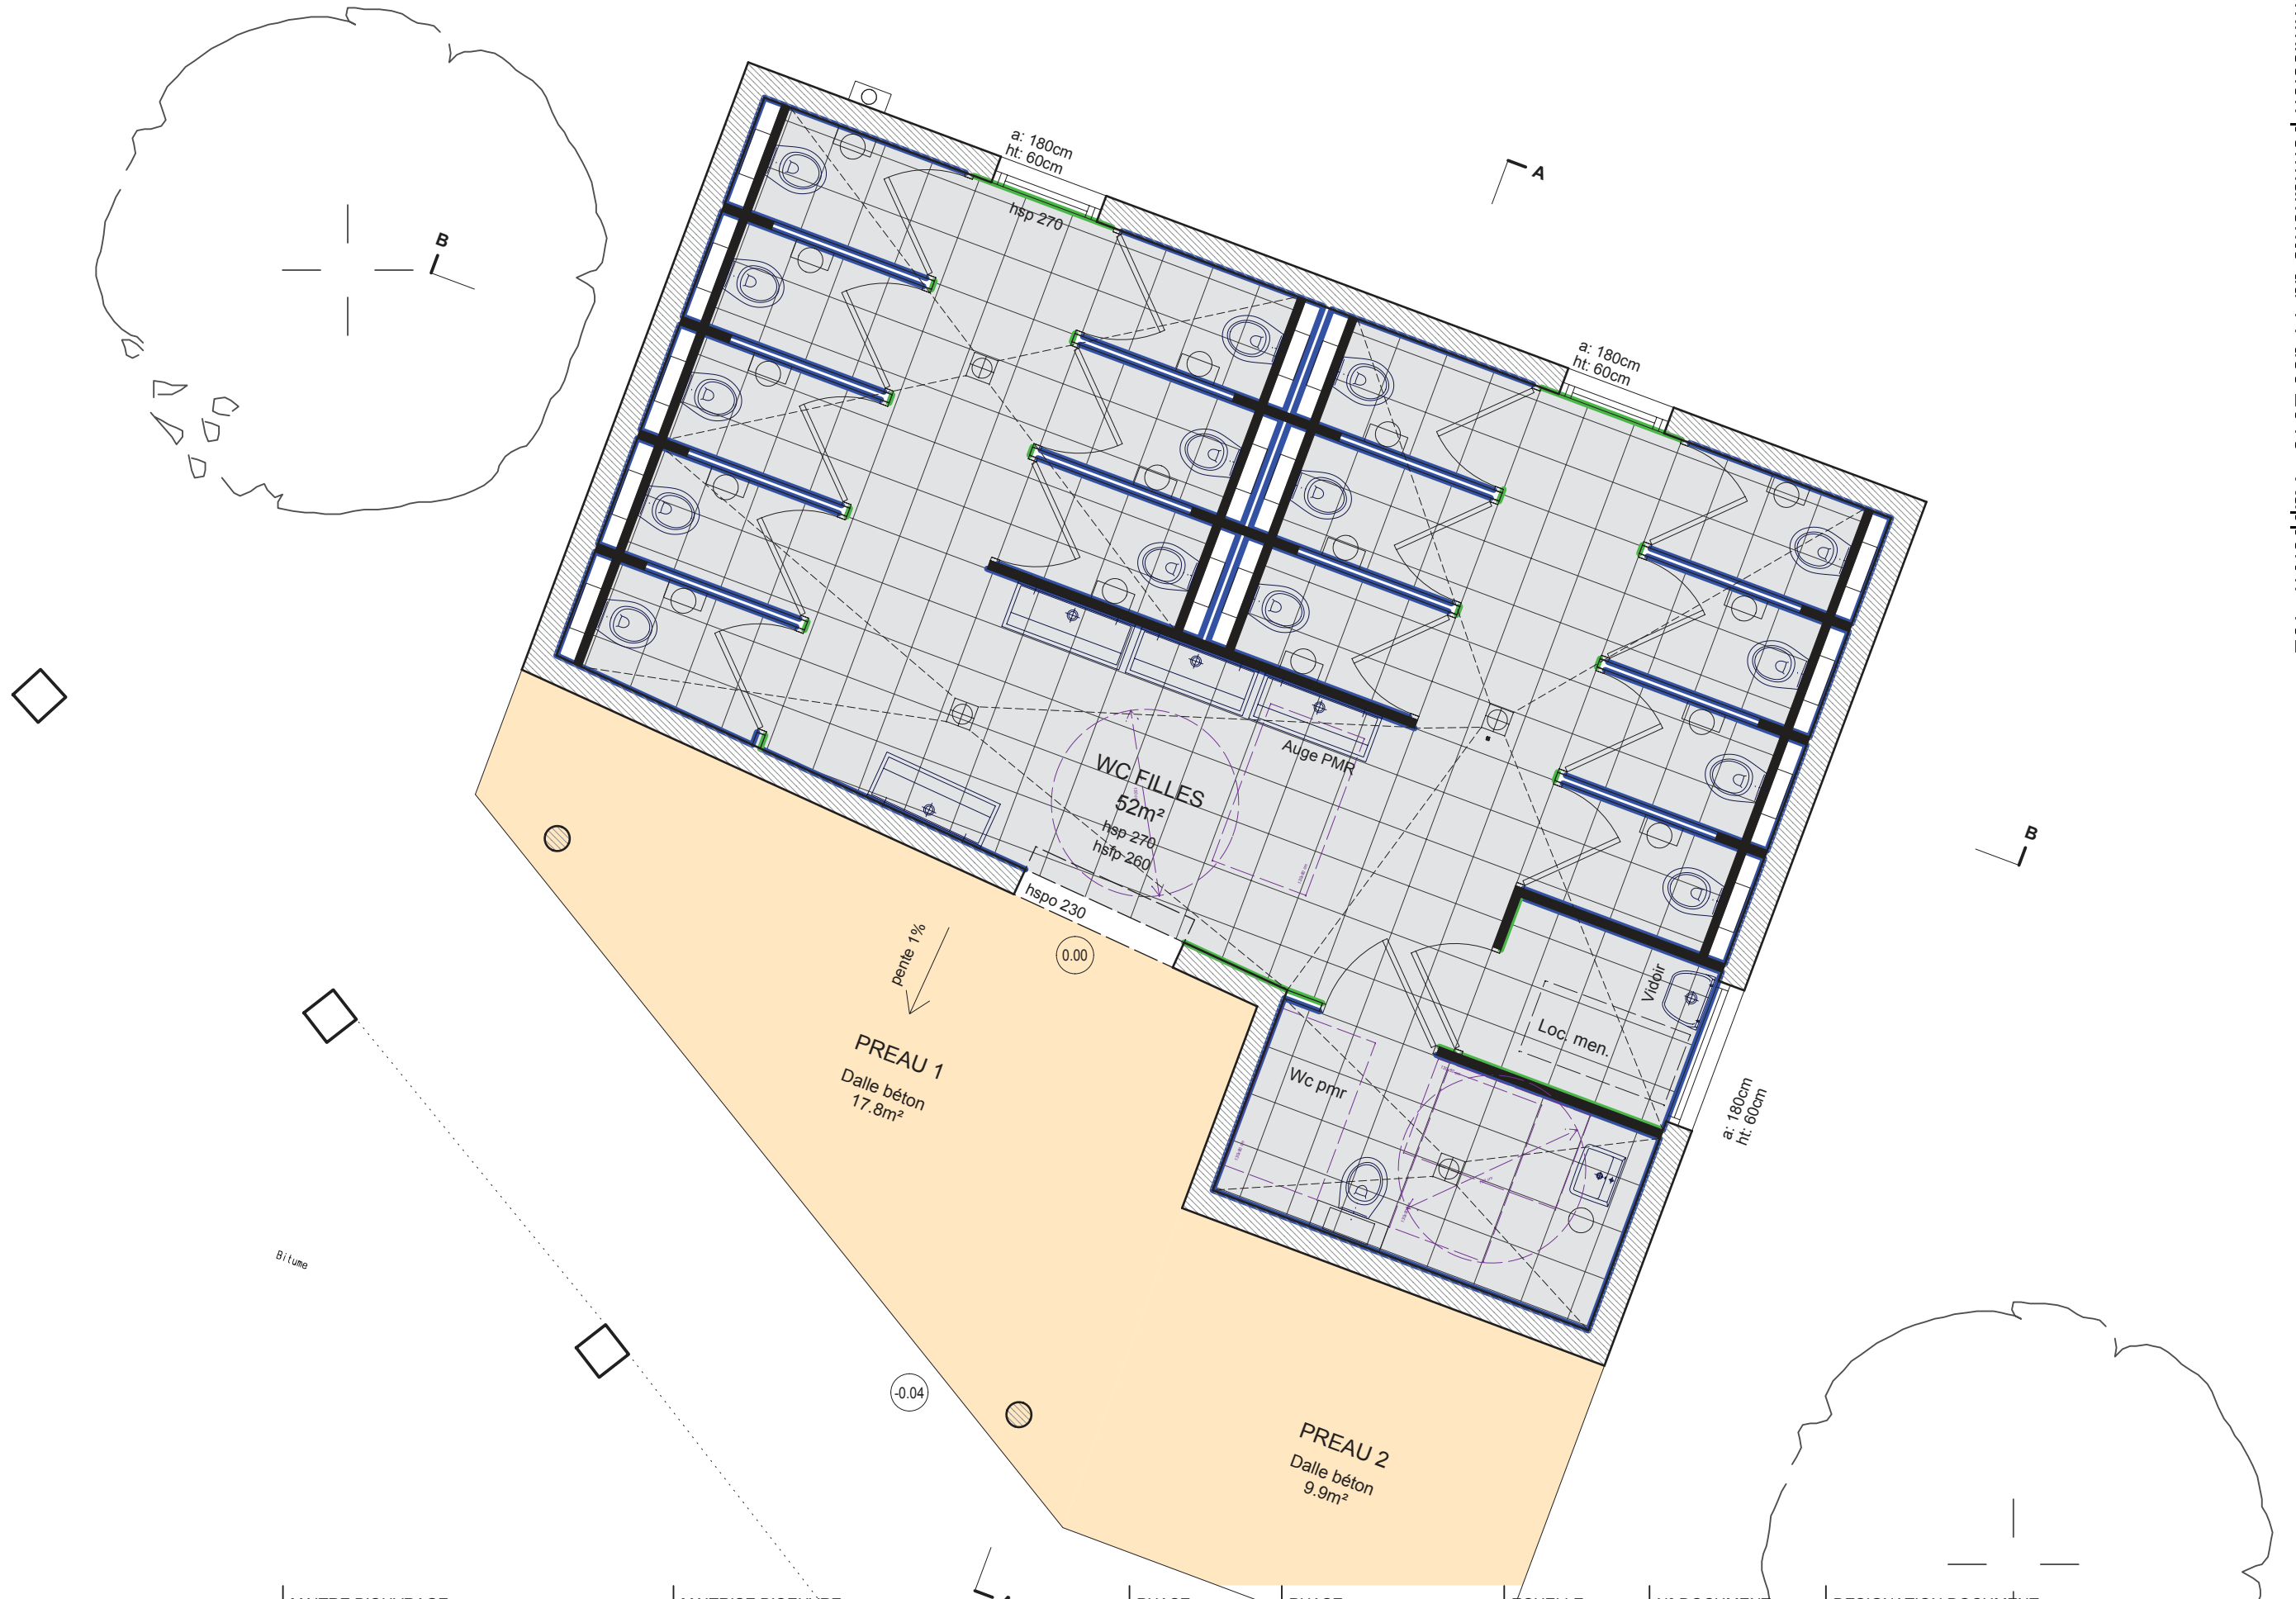 a: 180cm
ht: 60cm
hsp 270
A
B
a: 180cm
ht: 60cm
Auge PMR
WC FILLES
52m²
hsp 270
hsfp 260
hspo 230
B
0.00
pente 1%
PREAU 1
Dalle béton
17.8m²
Vidoir
Loc. men.
Wc pmr
a: 180cm
ht: 60cm
Bitume
-0.04
PREAU 2
Dalle béton
9.9m²